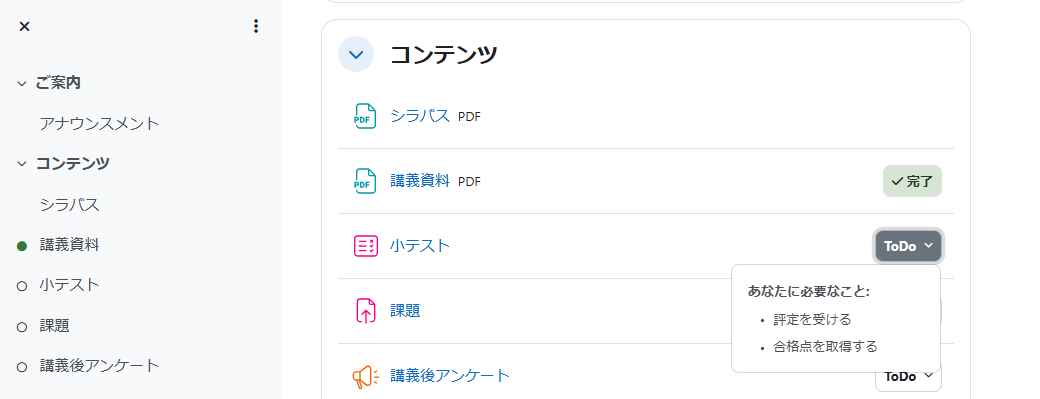 ご案内
アナウンスメント
コンテンツ
シラバス
講義資料
小テスト
課題
講義後アンケート
コンテンツ
PDF シラバス PDF
PDF 講義資料 PDF 完了
小テスト ToDo
あなたに必要なこと:
• 評定を受ける
• 合格点を取得する
課題
講義後アンケート ToDo